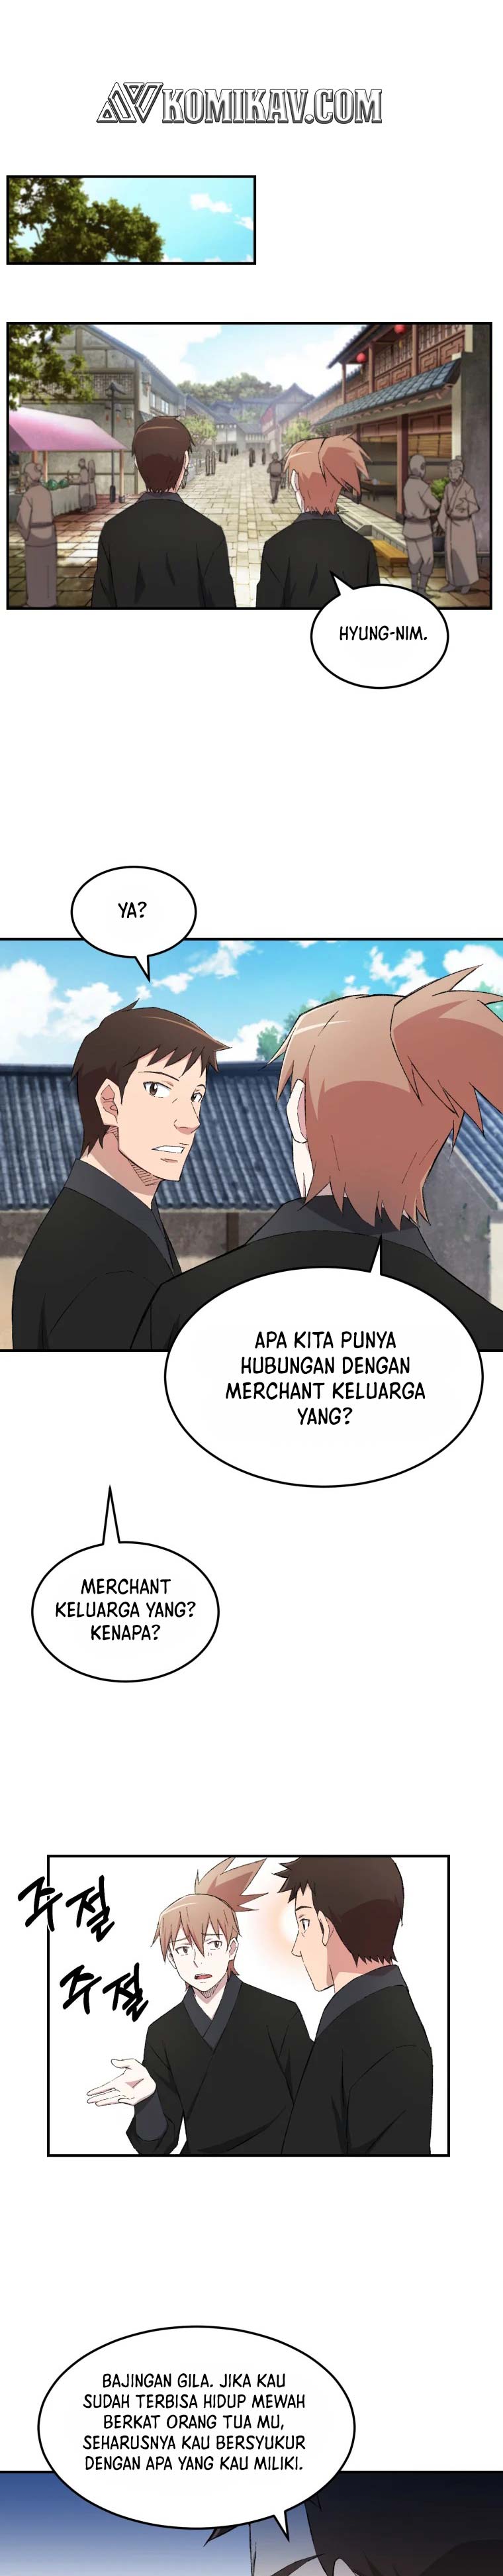 KOMIKAV.COM
HYUNG-NIM.
YA?
APA KITA PUNYA
HUBUNGAN DENGAN
MERCHANT KELUARGA
YANG?
MERCHANT
KELUARGA YANG?
KENAPA?
주절
주절
BAJINGAN GILA. JIKA KAU
SUDAH TERBISA HIDUP MEWAH
BERKAT ORANG TUA MU,
SEHARUSNYA KAU BERSYUKUR
DENGAN APA YANG KAU MILIKI.